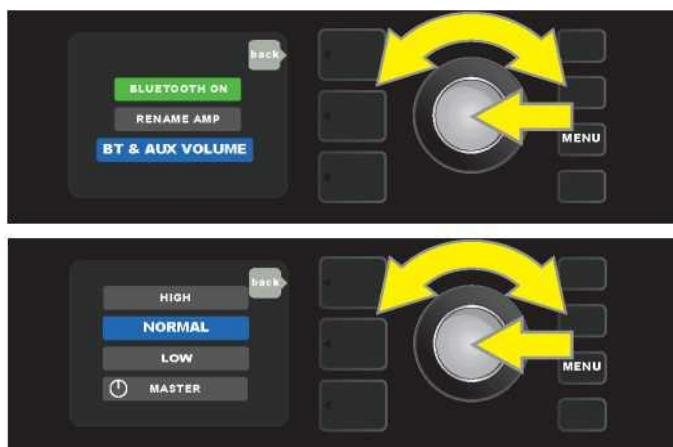 back
BLUETOOTH ON
RENAME AMP
BT & AUX VOLUME
MENU
back
HIGH
NORMAL
LOW
MASTER
MENU